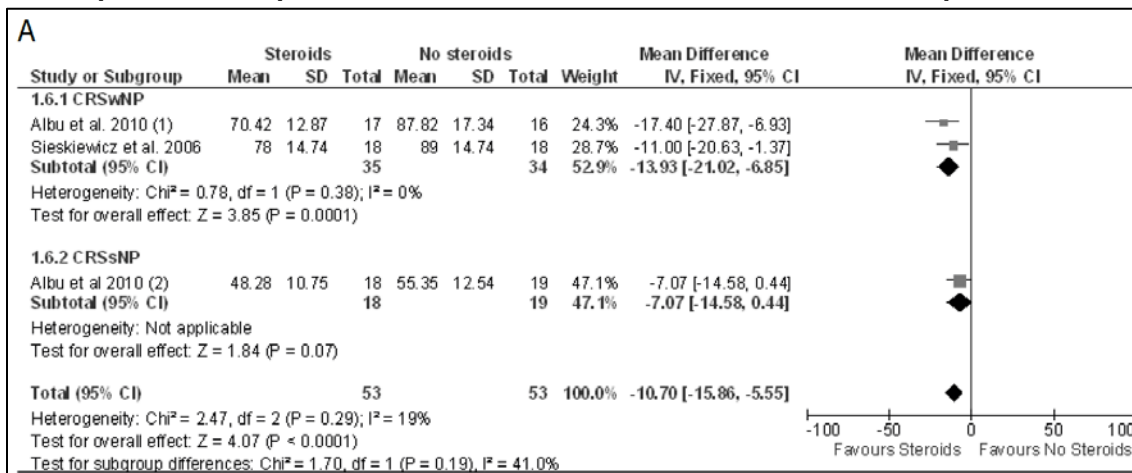 A
Steroids No steroids Mean Difference Mean Difference
Study or Subgroup Mean SD Total Mean SD Total Weight IV, Fixed, 95% CI IV, Fixed, 95% CI
1.6.1 CRSwNP
Albu et al. 2010 (1) 70.42 12.87 17 87.82 17.34 16 24.3% -17.40 [-27.87, -6.93]
Sieskiewicz et al. 2006 78 14.74 18 89 14.74 18 28.7% -11.00 [-20.63, -1.37]
Subtotal (95% CI) 35 34 52.9% -13.93 [-21.02, -6.85]
Heterogeneity: Chi² = 0.78, df = 1 (P = 0.38); I² = 0%
Test for overall effect: Z = 3.85 (P = 0.0001)
1.6.2 CRSsNP
Albu et al 2010 (2) 48.28 10.75 18 55.35 12.54 19 47.1% -7.07 [-14.58, 0.44]
Subtotal (95% CI) 18 19 47.1% -7.07 [-14.58, 0.44]
Heterogeneity: Not applicable
Test for overall effect: Z = 1.84 (P = 0.07)
Total (95% CI) 53 53 100.0% -10.70 [-15.86, -5.55]
Heterogeneity: Chi² = 2.47, df = 2 (P = 0.29); I² = 19%
Test for overall effect: Z = 4.07 (P < 0.0001)
Test for subgroup differences: Chi² = 1.70, df = 1 (P = 0.19), I² = 41.0%
-100 -50 0 50 100
Favours Steroids Favours No Steroids